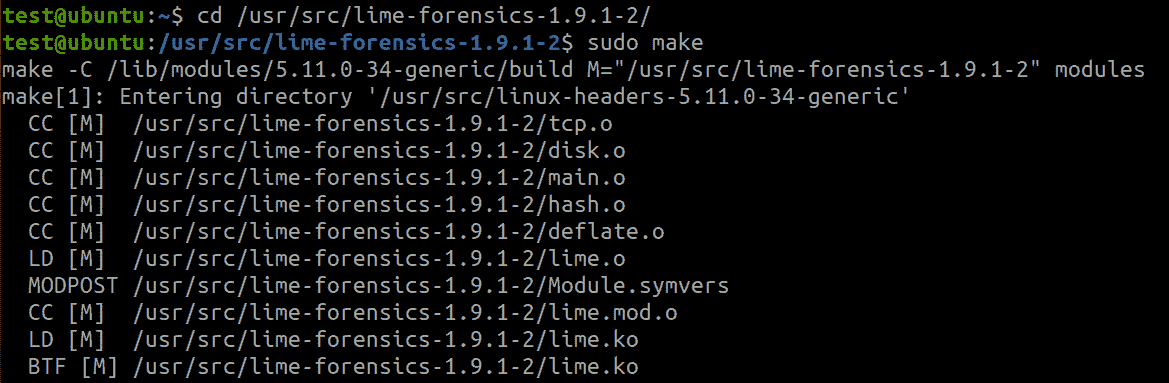 test@ubuntu:~$ cd /usr/src/lime-forensics-1.9.1-2/
test@ubuntu:/usr/src/lime-forensics-1.9.1-2$ sudo make
make -C /lib/modules/5.11.0-34-generic/build M="/usr/src/lime-forensics-1.9.1-2" modules
make[1]: Entering directory '/usr/src/linux-headers-5.11.0-34-generic'
  CC [M]  /usr/src/lime-forensics-1.9.1-2/tcp.o
  CC [M]  /usr/src/lime-forensics-1.9.1-2/disk.o
  CC [M]  /usr/src/lime-forensics-1.9.1-2/main.o
  CC [M]  /usr/src/lime-forensics-1.9.1-2/hash.o
  CC [M]  /usr/src/lime-forensics-1.9.1-2/deflate.o
  LD [M]  /usr/src/lime-forensics-1.9.1-2/lime.o
  MODPOST /usr/src/lime-forensics-1.9.1-2/Module.symvers
  CC [M]  /usr/src/lime-forensics-1.9.1-2/lime.mod.o
  LD [M]  /usr/src/lime-forensics-1.9.1-2/lime.ko
  BTF [M] /usr/src/lime-forensics-1.9.1-2/lime.ko